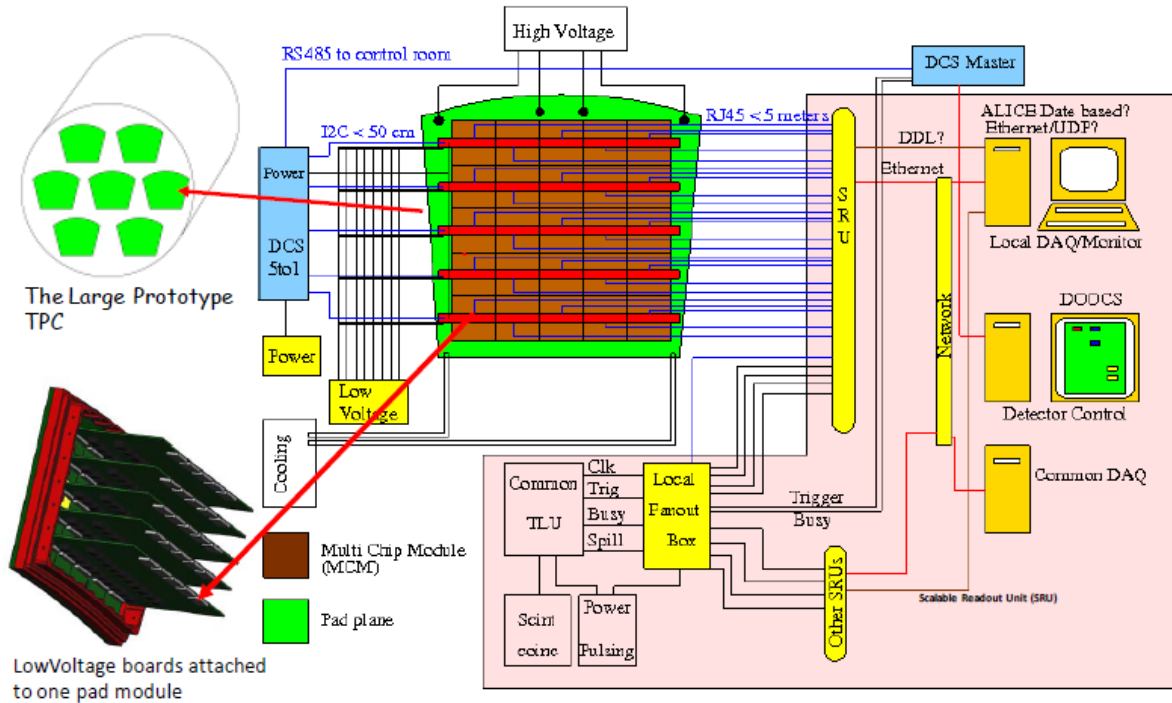 High Voltage
RS485 to control room
DCS Master
I2C < 50 cm
RJ45 < 5 meters
ALICE Date based?
Ethernet/UDP?
DDL?
Ethernet
Power
DCS
5to1
SRU
Local DAQ/Monitor
The Large Prototype
TPC
Network
DOOCS
Power
Low
Voltage
Detector Control
Cooling
Common
TLU
Clk
Trig
Busy
Spill
Local
Fanout
Box
Trigger
Busy
Common DAQ
Multi Chip Module
(MCM)
Pad plane
Scint
coinc
Power
Pulsing
Other SRUs
Scalable Readout Unit (SRU)
LowVoltage boards attached
to one pad module